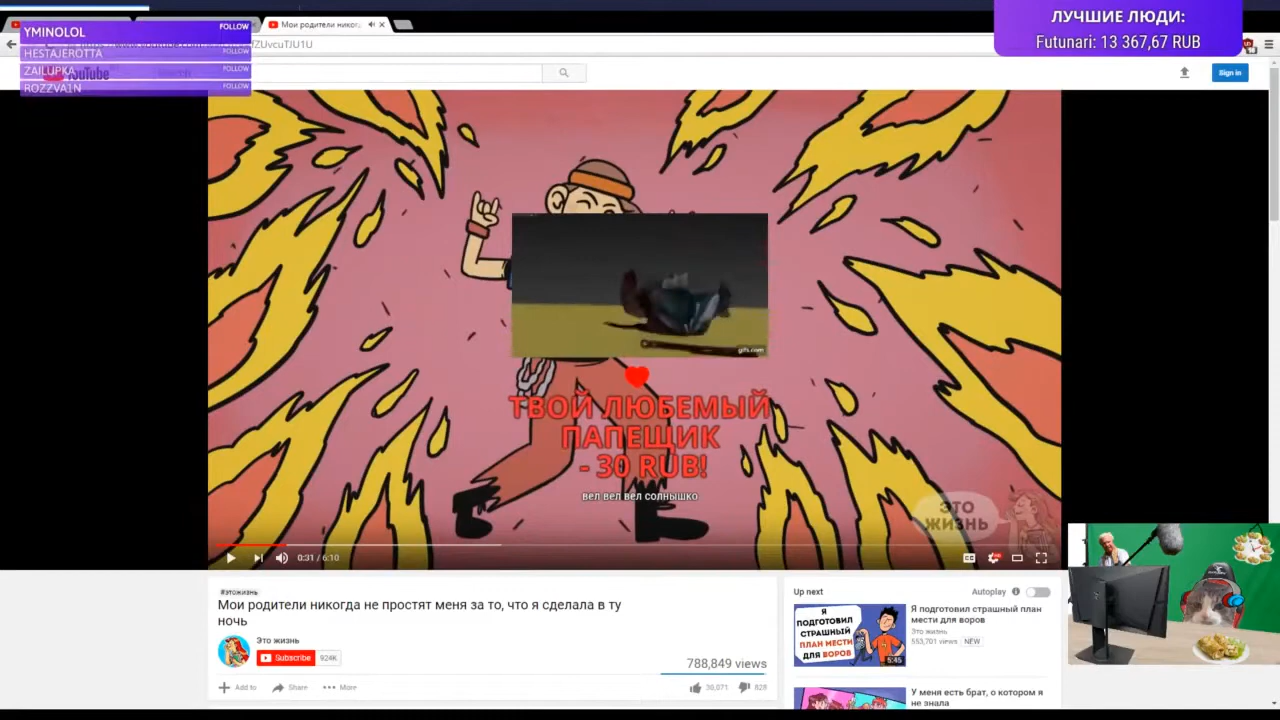 Мои родители никог
YMINOLOL
FOLLOW
HESTAJEROTTA
FOLLOW
ZAILUPKA
FOLLOW
ROZZVA1N
FOLLOW
ЛУЧШИЕ ЛЮДИ:
Futunari: 13 367,67 RUB
Sign in
gifs.com
ТВОЙ ЛЮБЕМЫЙ
ПАПЕЩИК
- 30 RUB!
вел вел вел солнышко
ЭТО
ЖИЗНЬ
0:31 / 6:10
#этожизнь
Мои родители никогда не простят меня за то, что я сделала в ту
ночь
Это жизнь
Subscribe
924K
788,849 views
Add to
Share
More
828
Up next
Autoplay
Я
ПОДГОТОВИЛ
СТРАШНЫЙ
ПЛАН МЕСТИ
ДЛЯ ВОРОВ
5:45
Я подготовил страшный план
мести для воров
Это жизнь
553,701 views NEW
У меня есть брат, о котором я
не знала